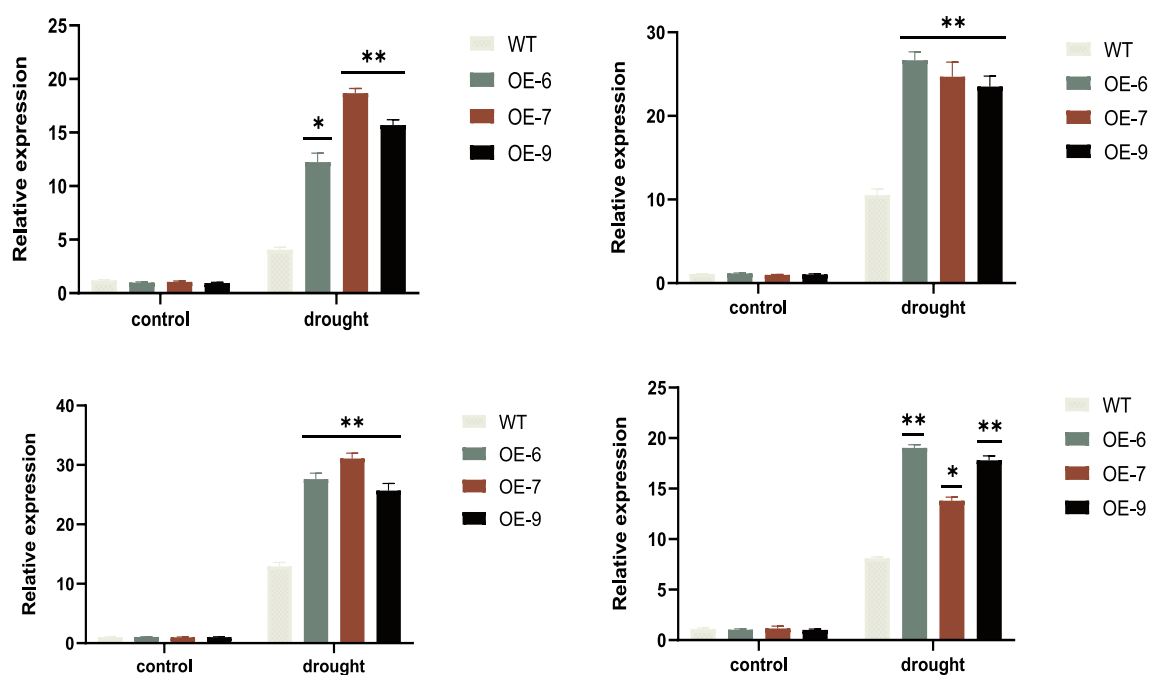 Relative expression
25
20
15
10
5
0
*
**
control
drought
WT
OE-6
OE-7
OE-9
Relative expression
30
20
10
0
**
control
drought
WT
OE-6
OE-7
OE-9
Relative expression
40
30
20
10
0
**
control
drought
WT
OE-6
OE-7
OE-9
Relative expression
25
20
15
10
5
0
**
*
**
control
drought
WT
OE-6
OE-7
OE-9